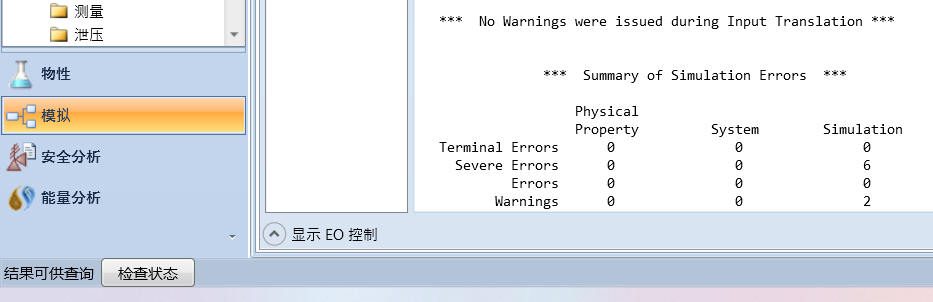 测量
泄压
物性
模拟
安全分析
能量分析
*** No Warnings were issued during Input Translation ***
*** Summary of Simulation Errors ***
Physical
Property System Simulation
Terminal Errors 0 0 0
Severe Errors 0 0 6
Errors 0 0 0
Warnings 0 0 2
显示 EO 控制
结果可供查询 检查状态